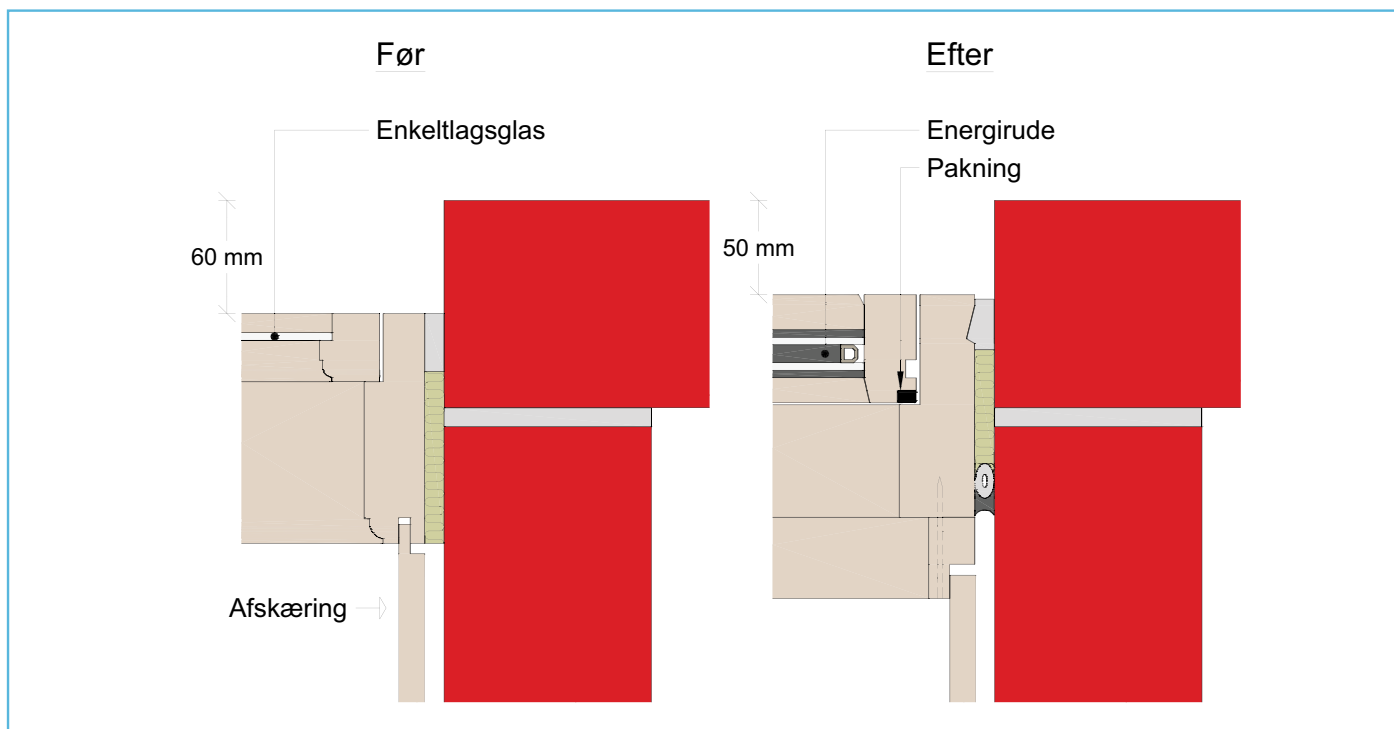 Før
Enkeltlagsglas
60 mm
Afskæring
Efter
Energirude
Pakning
50 mm